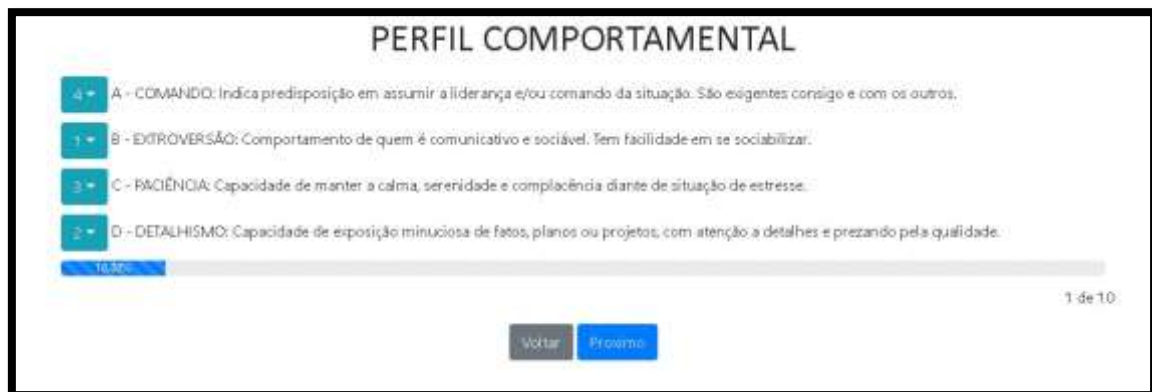 PERFIL COMPORTAMENTAL
4 A - COMANDO: Indica predisposição em assumir a liderança e/ou comando da situação. São exigentes consigo e com os outros.
1 B - EXTROVERSÃO: Comportamento de quem é comunicativo e sociável. Tem facilidade em se sociabilizar.
3 C - PACIÊNCIA: Capacidade de manter a calma, serenidade e complacência diante de situação de estresse.
2 D - DETALHISMO: Capacidade de exposição minuciosa de fatos, planos ou projetos, com atenção a detalhes e prezando pela qualidade.
1 de 10
Voltar Proximo